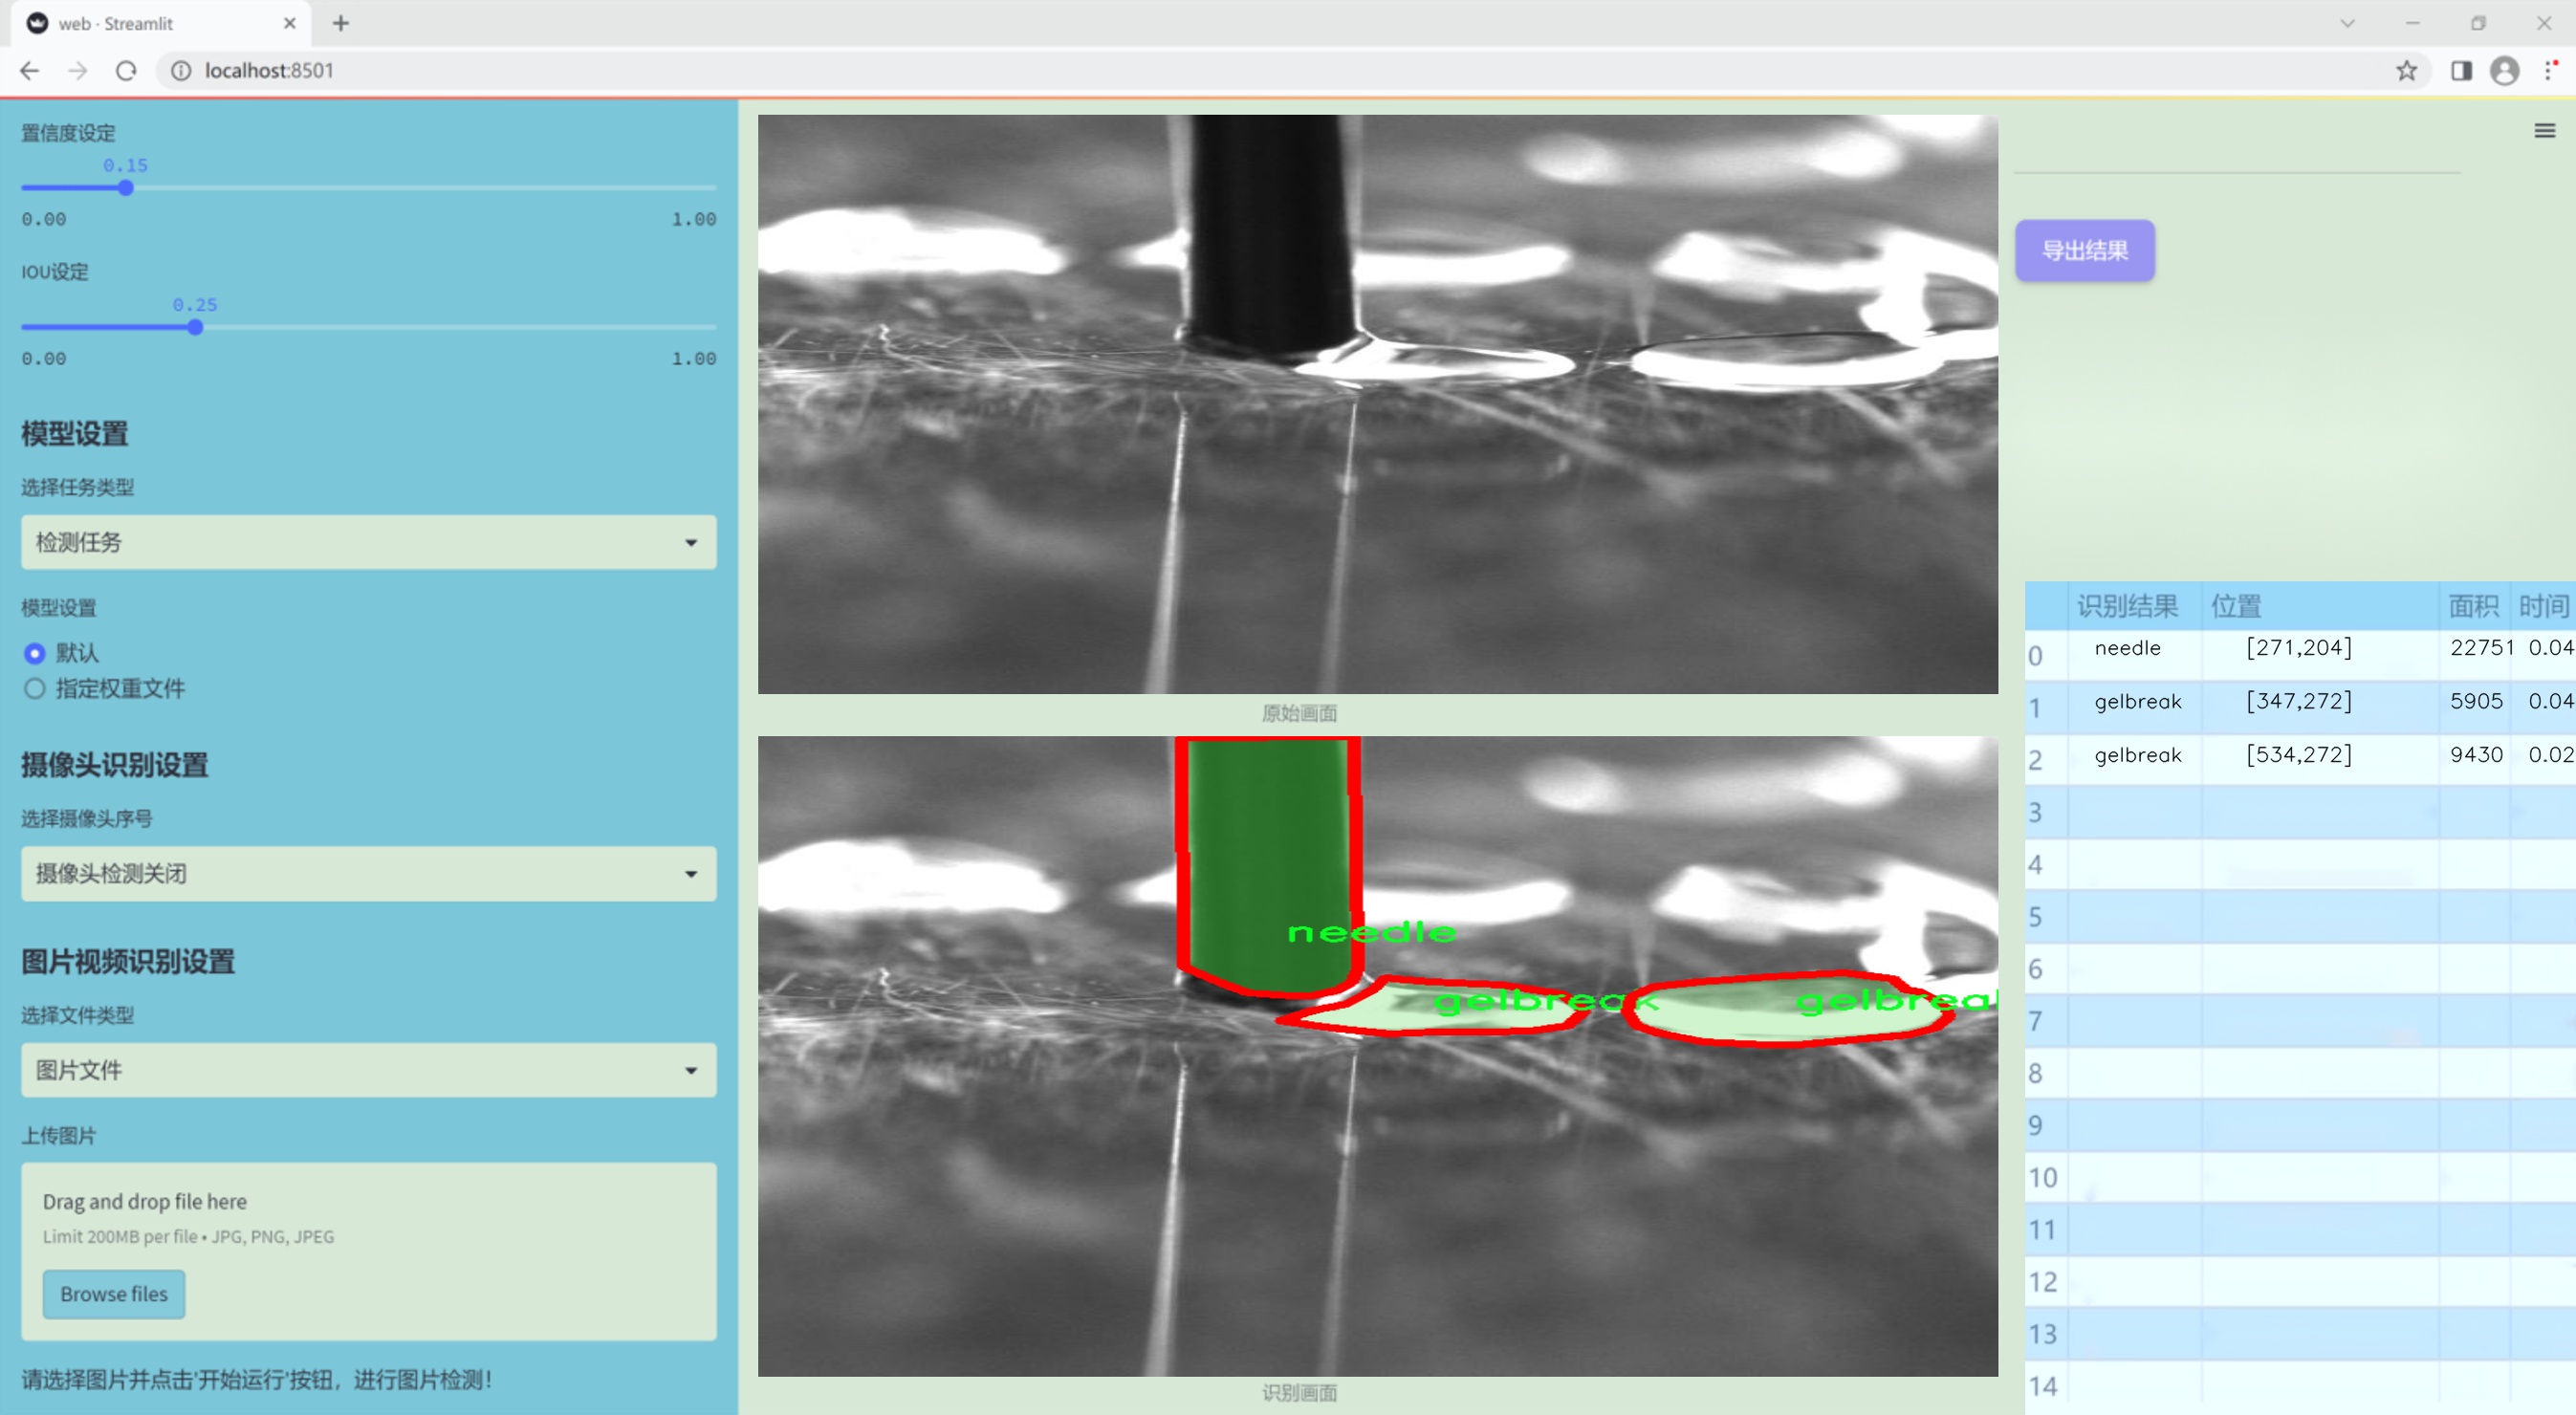 web · Streamlit
localhost:8501
置信度设定
0.15
0.00 1.00
IOU设定
0.25
0.00 1.00
模型设置
选择任务类型
检测任务
模型设置
默认
指定权重文件
摄像头识别设置
选择摄像头序号
摄像头检测关闭
图片视频识别设置
选择文件类型
图片文件
上传图片
Drag and drop file here
Limit 200MB per file • JPG, PNG, JPEG
Browse files
请选择图片并点击'开始运行'按钮，进行图片检测!
原始画面
needle
gelbreak gelbreak
识别画面
导出结果
识别结果 位置 面积 时间
0 needle [271,204] 22751 0.04
1 gelbreak [347,272] 5905 0.04
2 gelbreak [534,272] 9430 0.02
3
4
5
6
7
8
9
10
11
12
13
14